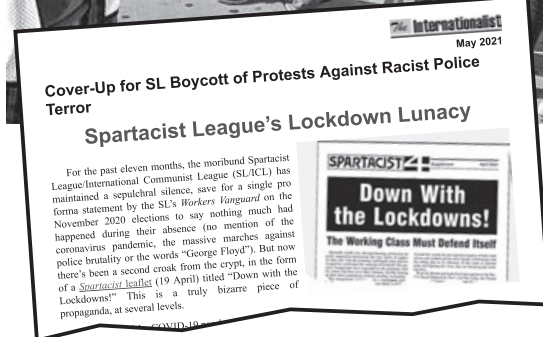 The Internationalist
May 2021
Cover-Up for SL Boycott of Protests Against Racist Police
Terror
Spartacist League's Lockdown Lunacy
For the past eleven months, the moribund Spartacist
League/International Communist League (SL/ICL) has
maintained a sepulchral silence, save for a single pro
forma statement by the SL's Workers Vanguard on the
November 2020 elections to say nothing much had
happened during their absence (no mention of the
coronavirus pandemic, the massive marches against
police brutality or the words "George Floyd"). But now
there's been a second croak from the crypt, in the form
of a Spartacist leaflet (19 April) titled "Down with the
Lockdowns!" This is a truly bizarre piece of
propaganda, at several levels.
COVID-19
SPARTACIST
Supplement
Down With
the Lockdowns!
The Working Class Must Defend Itself